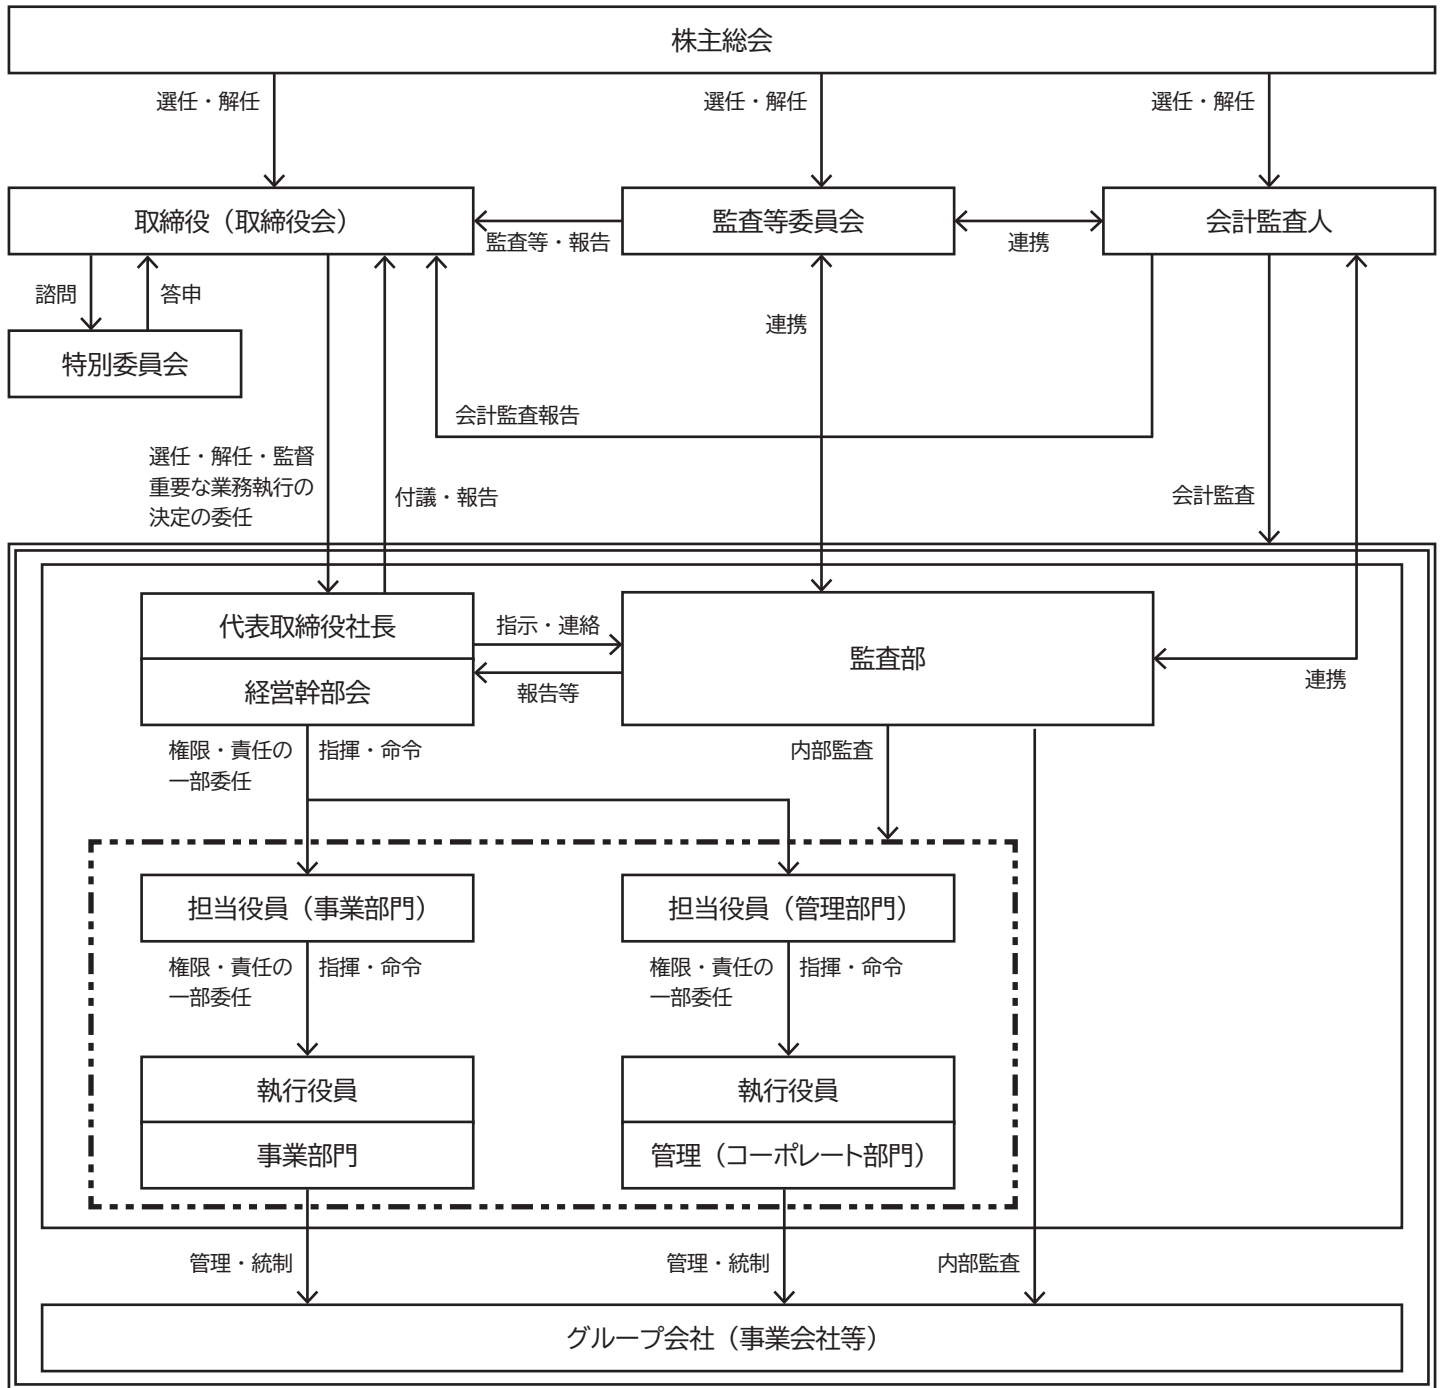 株主総会
選任・解任
選任・解任
選任・解任
取締役（取締役会）
監査等・報告
監査等委員会
連携
会計監査人
諮問
答申
特別委員会
連携
会計監査報告
選任・解任・監督
重要な業務執行の
決定の委任
付議・報告
会計監査
代表取締役社長
経営幹部会
指示・連絡
報告等
監査部
連携
権限・責任の
一部委任
指揮・命令
内部監査
担当役員（事業部門）
担当役員（管理部門）
権限・責任の
一部委任
指揮・命令
権限・責任の
一部委任
指揮・命令
執行役員
事業部門
執行役員
管理（コーポレート部門）
管理・統制
管理・統制
内部監査
グループ会社（事業会社等）